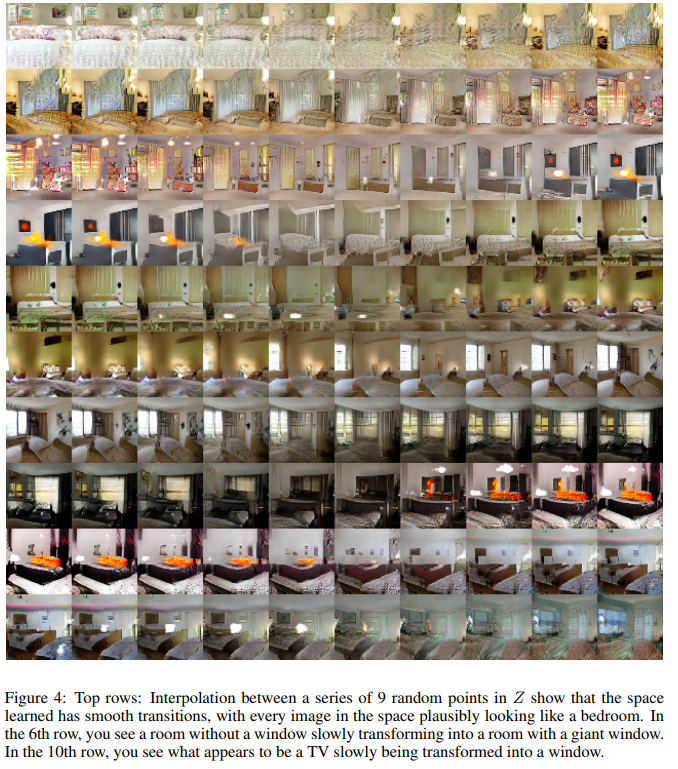 Figure 4: Top rows: Interpolation between a series of 9 random points in Z show that the space
learned has smooth transitions, with every image in the space plausibly looking like a bedroom. In
the 6th row, you see a room without a window slowly transforming into a room with a giant window.
In the 10th row, you see what appears to be a TV slowly being transformed into a window.